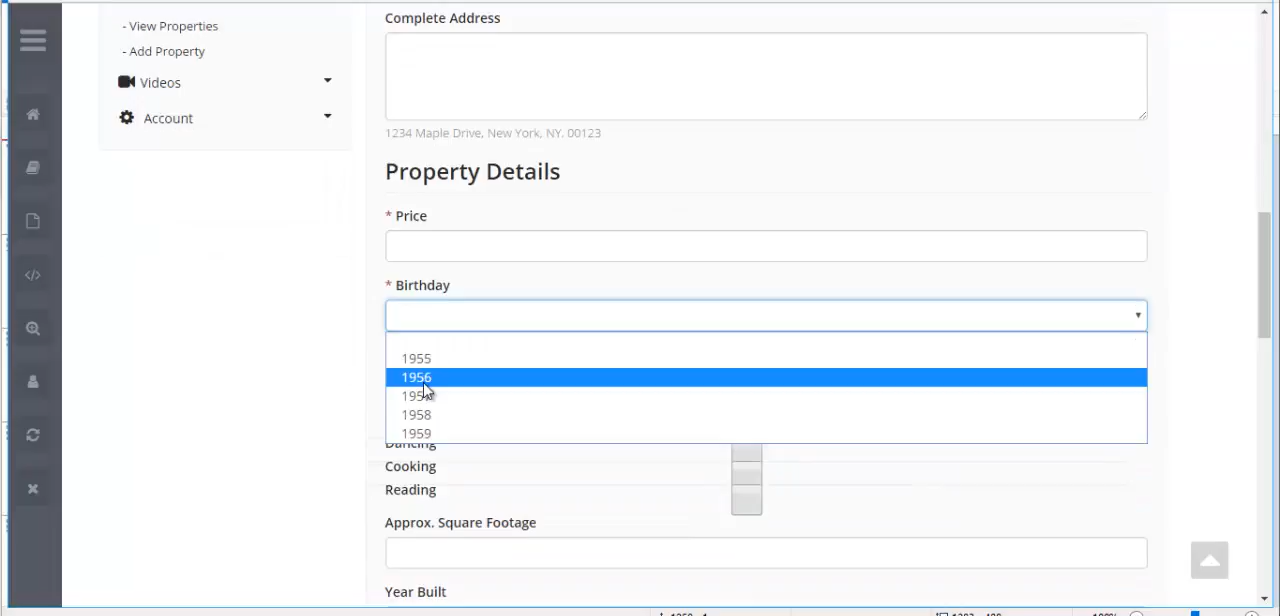 - View Properties
- Add Property
Videos
Account
Complete Address
1234 Maple Drive, New York, NY. 00123
Property Details
* Price
* Birthday
1955
1956
1958
1959
Dancing
Cooking
Reading
Approx. Square Footage
Year Built